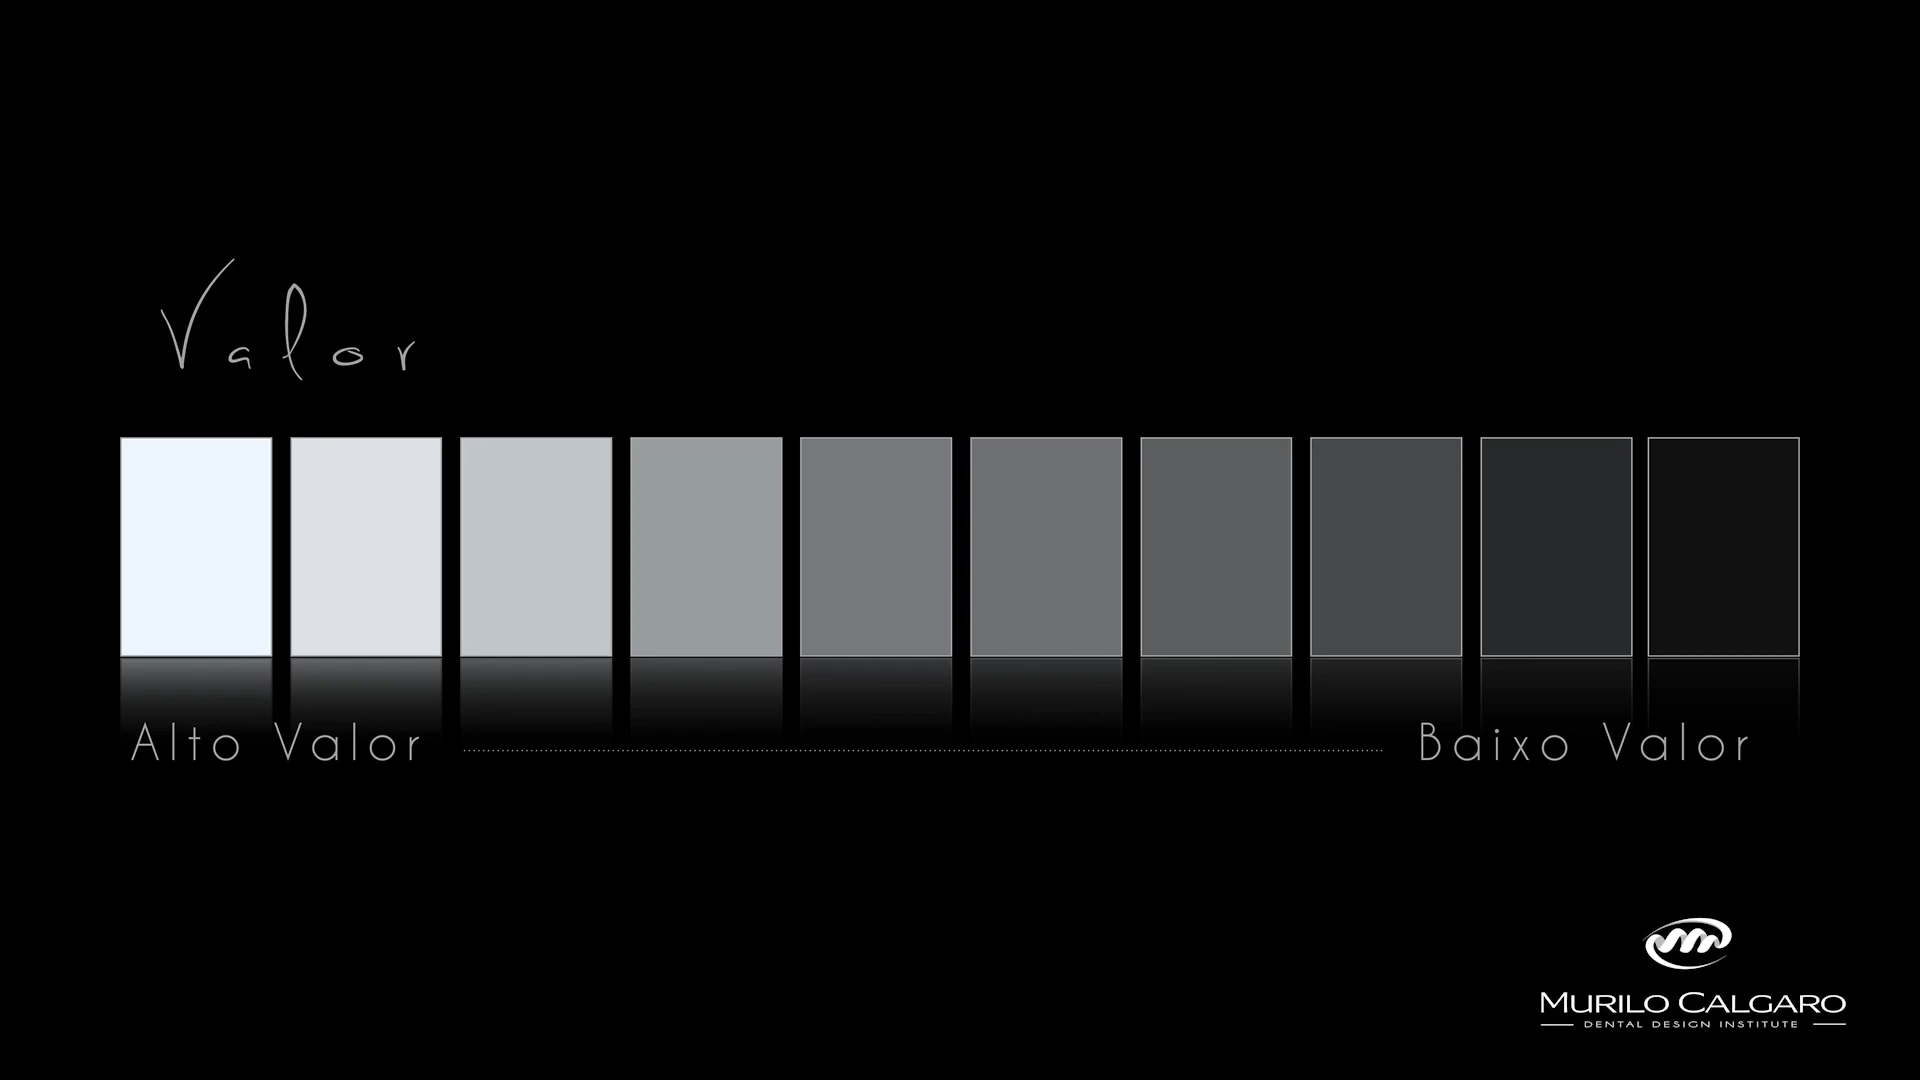 Valor
Alto Valor
Baixo Valor
MURILO CALGARO
DENTAL DESIGN INSTITUTE